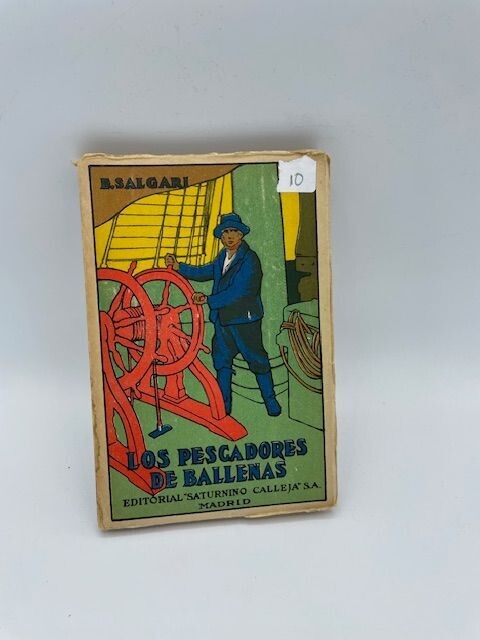 E. SALGARI
10
LOS PESCADORES
DE BALLENAS
EDITORIAL "SATURNINO CALLEJA" S.A.
MADRID